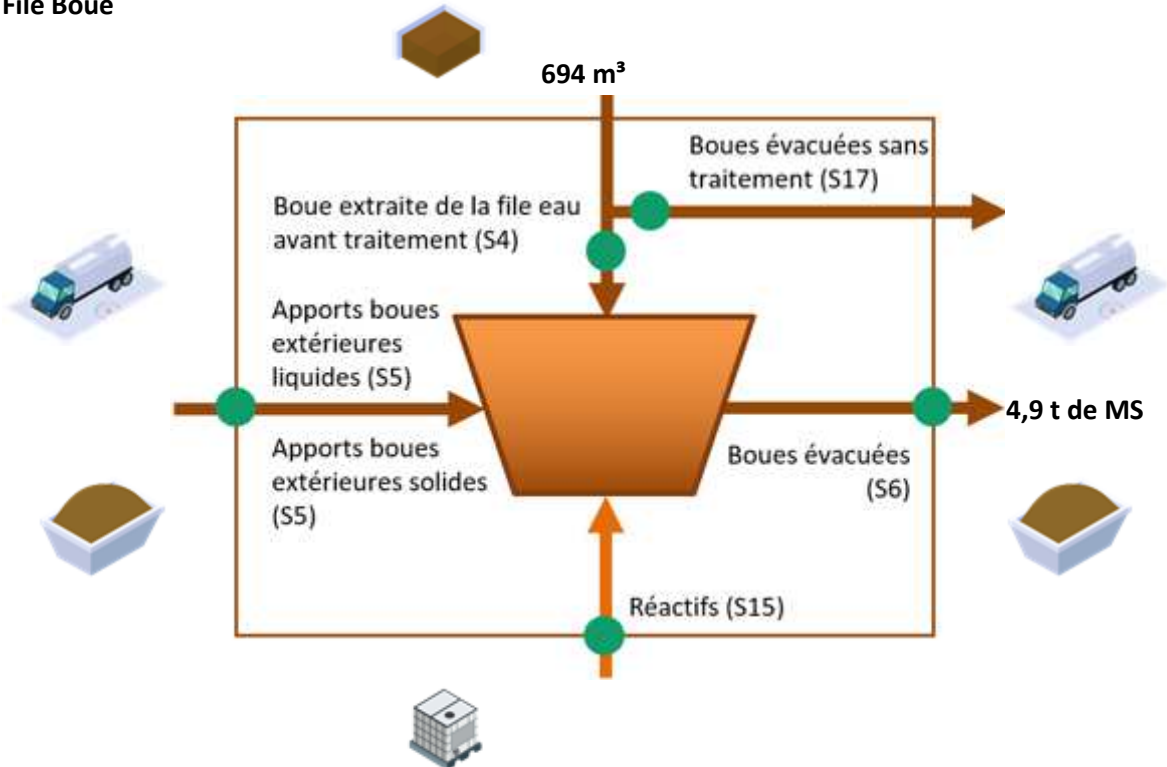 File Boue
694 m³
Boues évacuées sans
traitement (S17)
Boue extraite de la file eau
avant traitement (S4)
Apports boues
extérieures
liquides (S5)
4,9 t de MS
Apports boues
extérieures solides
(S5)
Boues évacuées
(S6)
Réactifs (S15)